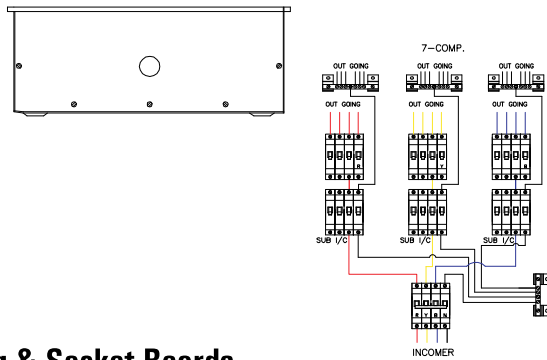 7-COMP.
OUT GOING OUT GOING OUT GOING
OUT GOING OUT GOING OUT GOING
R Y B
SUB I/C SUB I/C SUB I/C
R Y B N
INCOMER
& Socket Boards